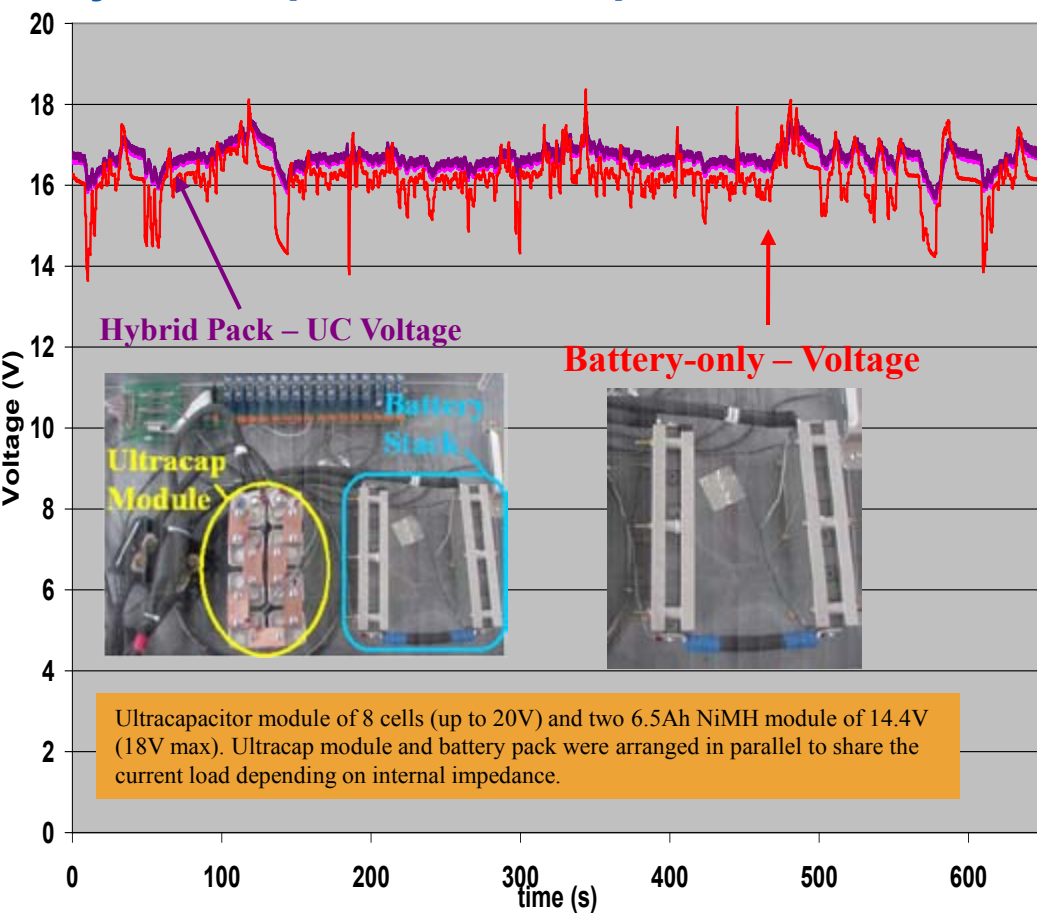 20
18
16
14
12
10
8
6
4
2
0
Voltage (V)
Hybrid Pack – UC Voltage
Battery-only – Voltage
Battery
Stack
Ultracap
Module
Ultracapacitor module of 8 cells (up to 20V) and two 6.5Ah NiMH module of 14.4V
(18V max). Ultracap module and battery pack were arranged in parallel to share the
current load depending on internal impedance.
0 100 200 300 400 500 600
time (s)